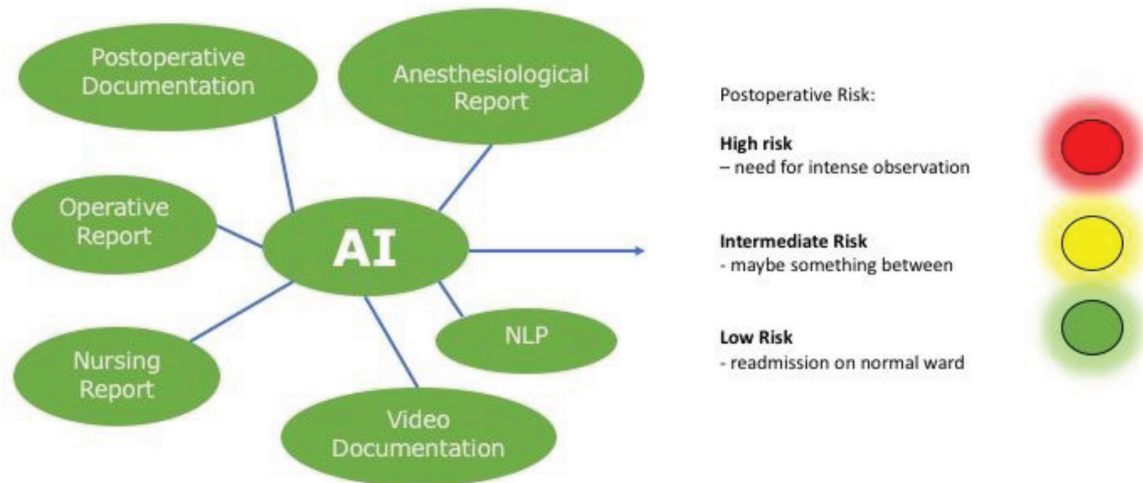 Postoperative
Documentation
Anesthesiological
Report
Operative
Report
AI
Nursing
Report
NLP
Video
Documentation
Postoperative Risk:
High risk
– need for intense observation
Intermediate Risk
- maybe something between
Low Risk
- readmission on normal ward